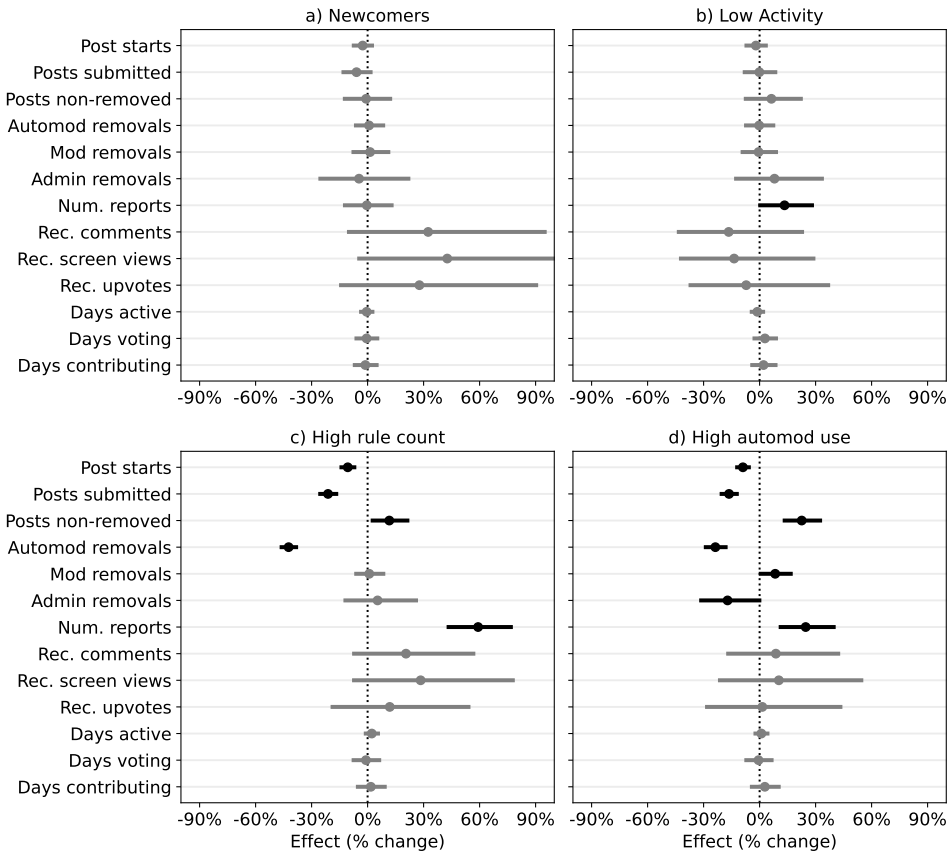 a) Newcomers
b) Low Activity
Post starts
Posts submitted
Posts non-removed
Automod removals
Mod removals
Admin removals
Num. reports
Rec. comments
Rec. screen views
Rec. upvotes
Days active
Days voting
Days contributing
-90% -60% -30% 0% 30% 60% 90%
-90% -60% -30% 0% 30% 60% 90%
c) High rule count
d) High automod use
Post starts
Posts submitted
Posts non-removed
Automod removals
Mod removals
Admin removals
Num. reports
Rec. comments
Rec. screen views
Rec. upvotes
Days active
Days voting
Days contributing
-90% -60% -30% 0% 30% 60% 90%
-90% -60% -30% 0% 30% 60% 90%
Effect (% change)
Effect (% change)